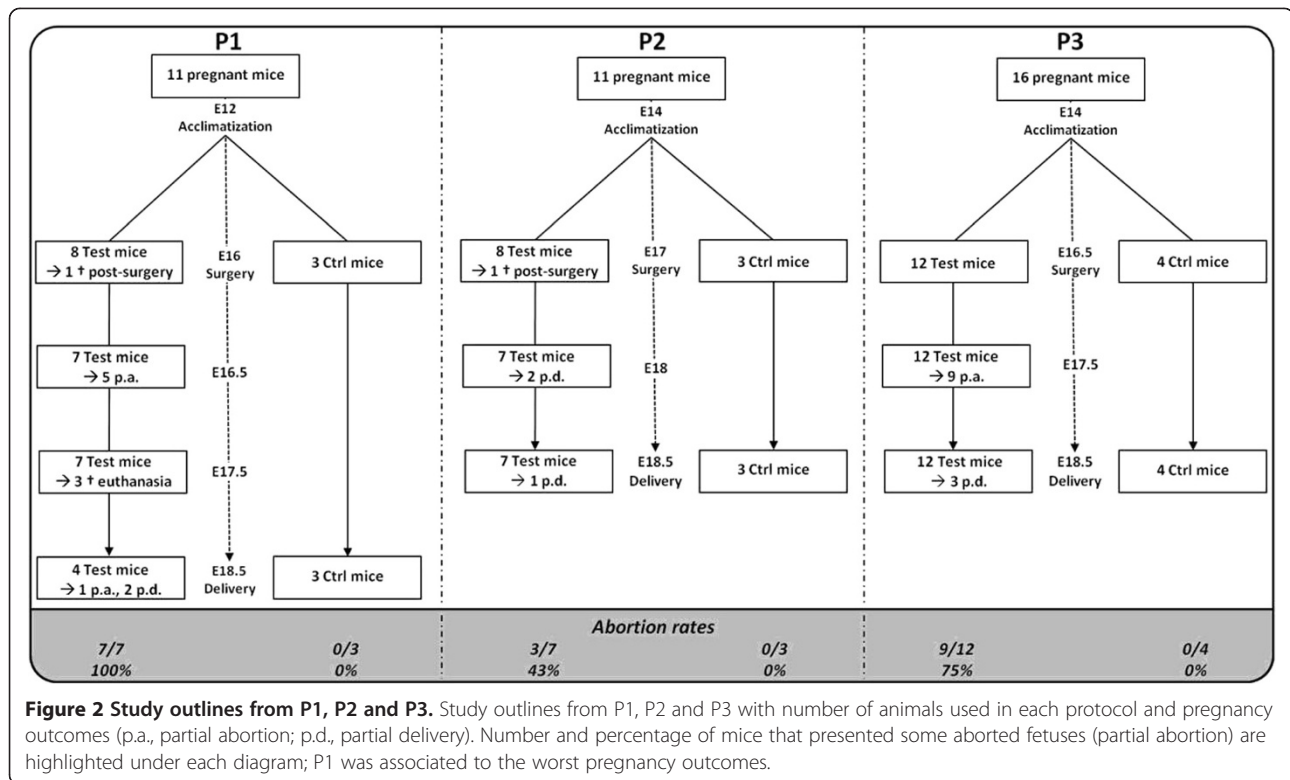 P1
11 pregnant mice
E12
Acclimatization
8 Test mice
→ 1 † post-surgery
E16
Surgery
3 Ctrl mice
7 Test mice
→ 5 p.a.
E16.5
7 Test mice
→ 3 † euthanasia
E17.5
4 Test mice
→ 1 p.a., 2 p.d.
E18.5
Delivery
3 Ctrl mice
P2
11 pregnant mice
E14
Acclimatization
8 Test mice
→ 1 † post-surgery
E17
Surgery
3 Ctrl mice
7 Test mice
→ 2 p.d.
E18
7 Test mice
→ 1 p.d.
E18.5
Delivery
3 Ctrl mice
P3
16 pregnant mice
E14
Acclimatization
12 Test mice
E16.5
Surgery
4 Ctrl mice
12 Test mice
→ 9 p.a.
E17.5
12 Test mice
→ 3 p.d.
E18.5
Delivery
4 Ctrl mice
Abortion rates
7/7 0/3 3/7 0/3 9/12 0/4
100% 0% 43% 0% 75% 0%
Figure 2 Study outlines from P1, P2 and P3. Study outlines from P1, P2 and P3 with number of animals used in each protocol and pregnancy
outcomes (p.a., partial abortion; p.d., partial delivery). Number and percentage of mice that presented some aborted fetuses (partial abortion) are
highlighted under each diagram; P1 was associated to the worst pregnancy outcomes.